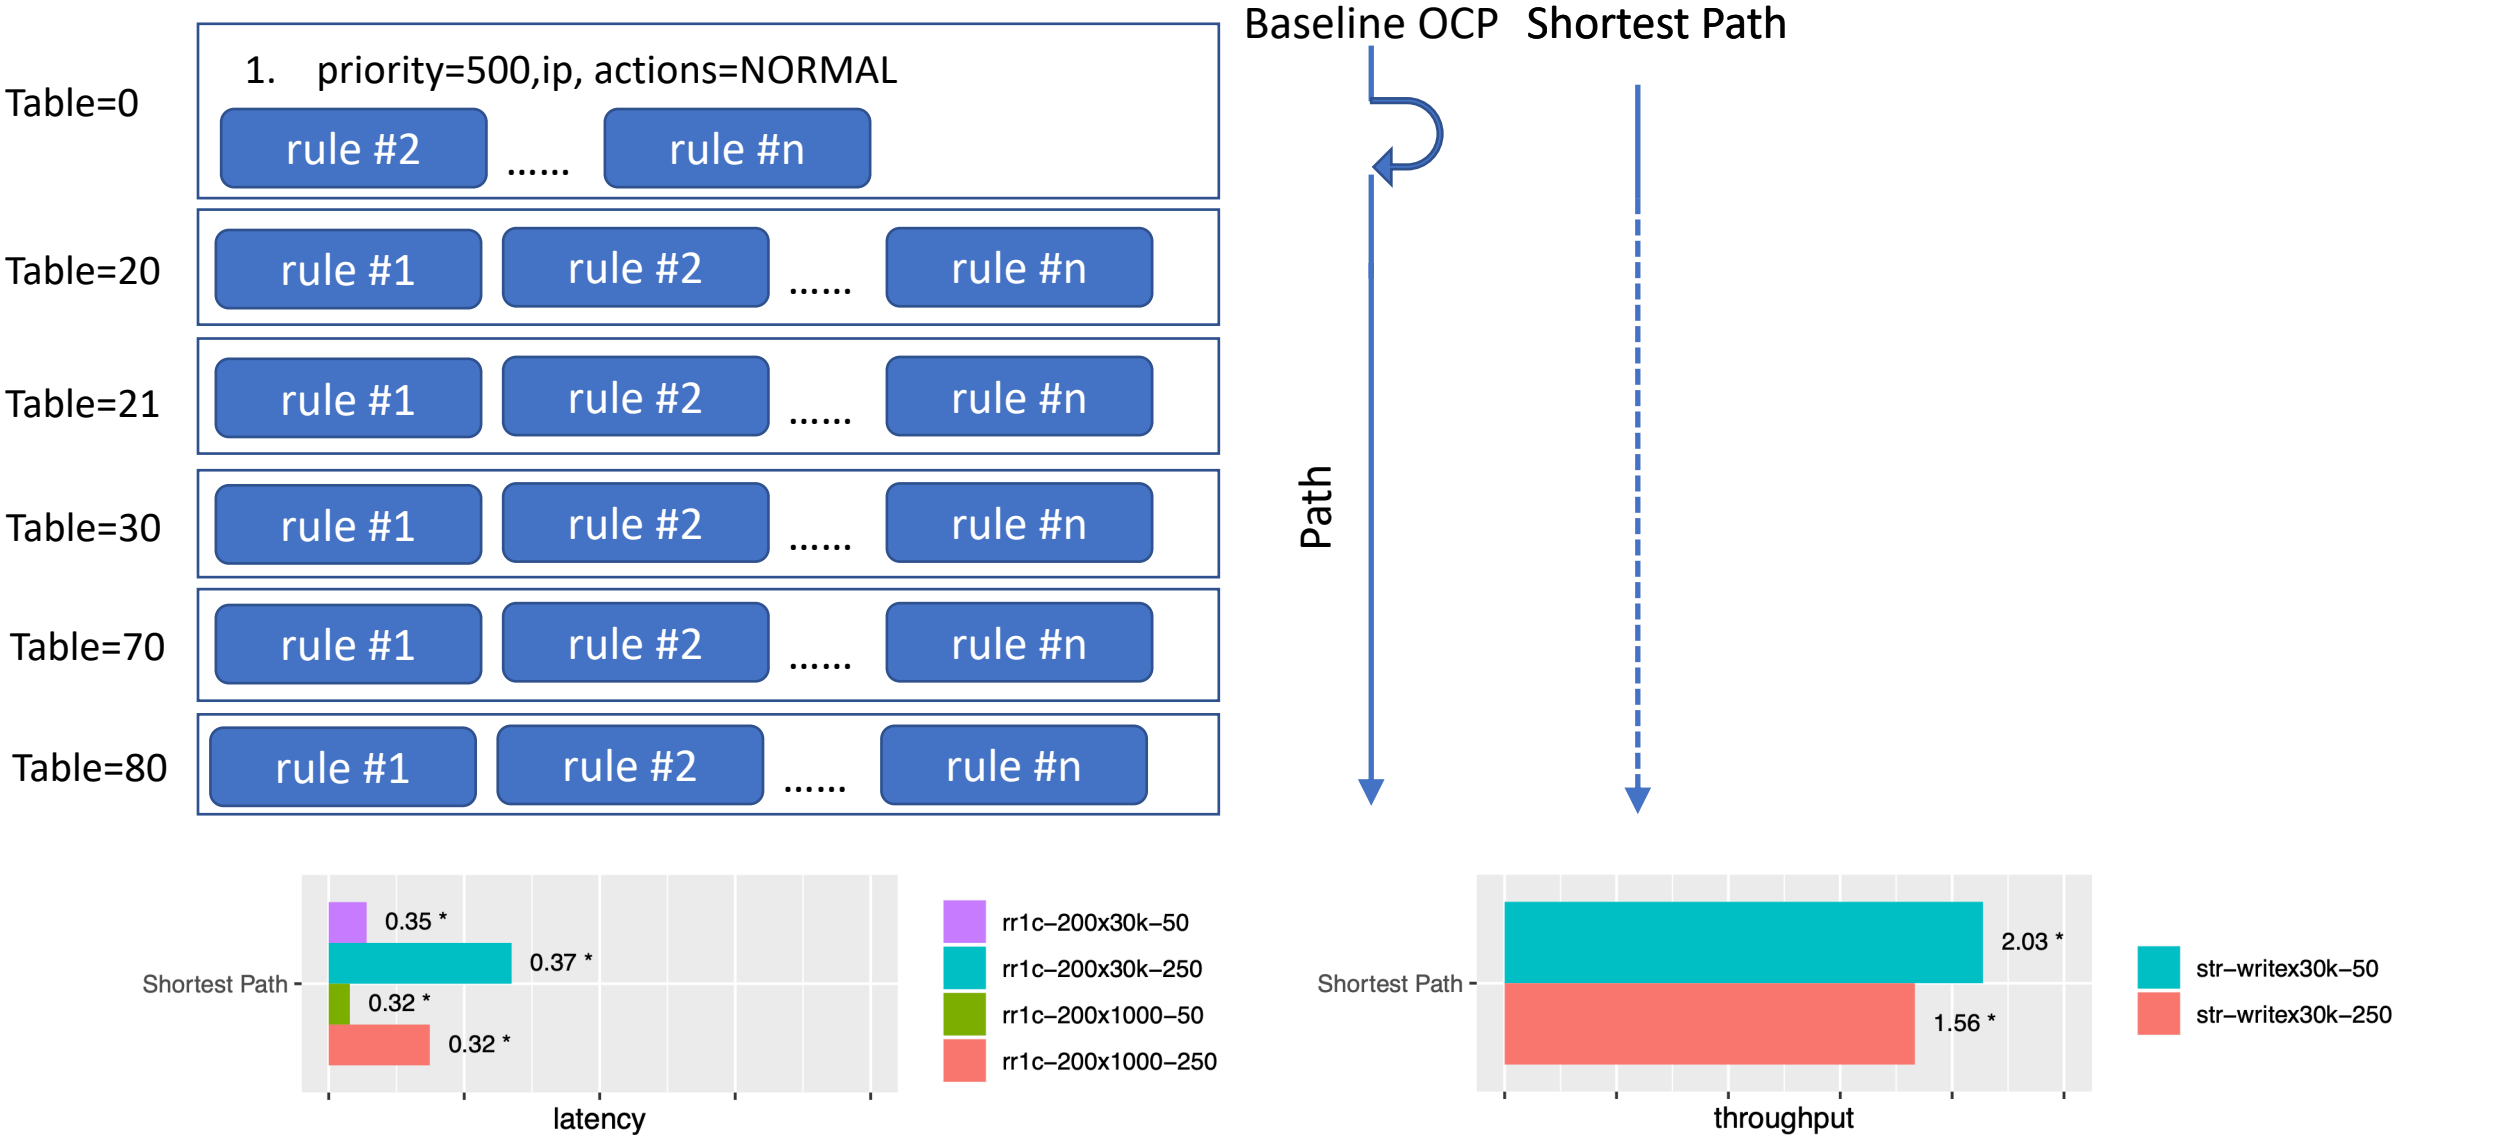 Baseline OCP
Shortest Path
Table=0
1. priority=500,ip, actions=NORMAL
rule #2
......
rule #n
Table=20
rule #1
rule #2
......
rule #n
Table=21
rule #1
rule #2
......
rule #n
Table=30
rule #1
rule #2
......
rule #n
Table=70
rule #1
rule #2
......
rule #n
Table=80
rule #1
rule #2
......
rule #n
Path
Shortest Path
0.35 *
0.37 *
0.32 *
0.32 *
latency
rr1c-200x30k-50
rr1c-200x30k-250
rr1c-200x1000-50
rr1c-200x1000-250
Shortest Path
2.03 *
1.56 *
throughput
str-writex30k-50
str-writex30k-250